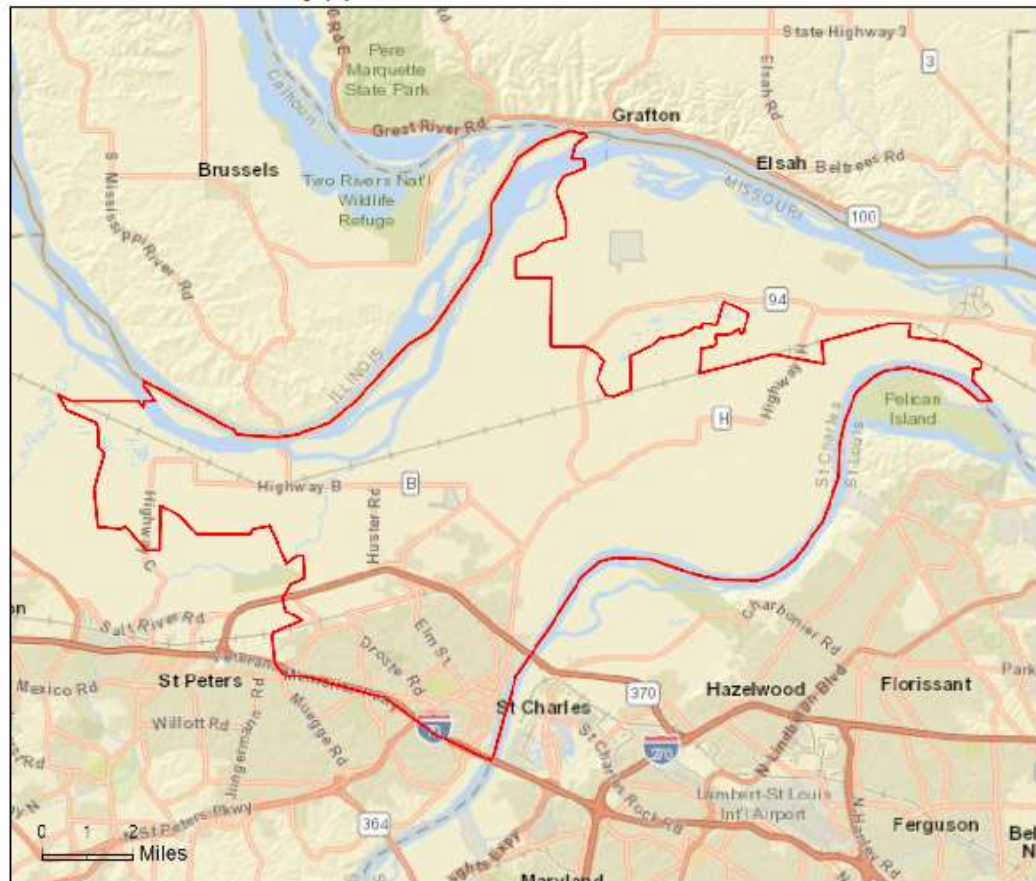 State Highway 3
3
Elsah Rd
Pere
Marquette
State Park
Calhoun
Great River Rd
Grafton
Elsah
Beltrees Rd
Brussels
Two Rivers Nat'l
Wildlife
Refuge
MISSOURI
100
S Mississippi River Rd
94
ILLINOIS
Highway H
H
Pelican
Island
St Charles
St Louis
Highway B
B
Highway C
Huster Rd
Salt River Rd
Elm St
Droste Rd
Charbonier Rd
Veterans Memorial Pkwy
St Peters
Mexico Rd
Willott Rd
Jungermann Rd
Muegge Rd
70
St Charles
370
Hazelwood
Florissant
Park
270
N Lindbergh Blvd
St Charles Rock Rd
Lambert-St Louis
Int'l Airport
N Hanley Rd
Ferguson
Bel
N
N St Peters Pkwy
364
0 1 2
Miles
Maryland